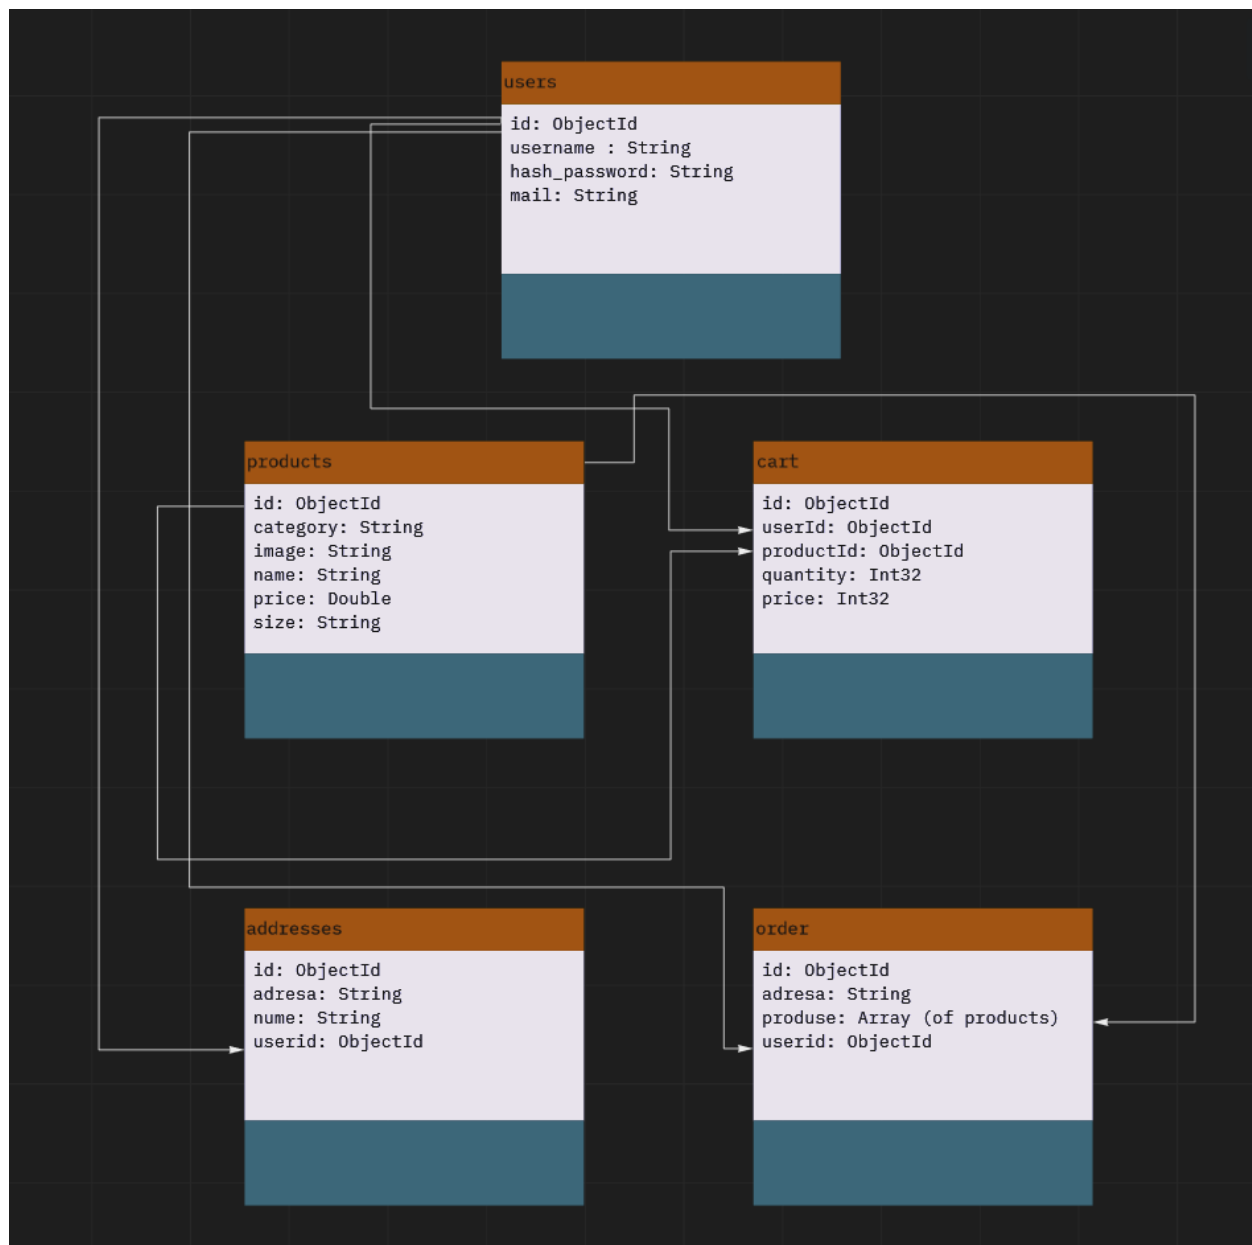 users
id: ObjectId
username : String
hash_password: String
mail: String
products
id: ObjectId
category: String
image: String
name: String
price: Double
size: String
cart
id: ObjectId
userId: ObjectId
productId: ObjectId
quantity: Int32
price: Int32
addresses
id: ObjectId
adresa: String
nume: String
userid: ObjectId
order
id: ObjectId
adresa: String
produse: Array (of products)
userid: ObjectId